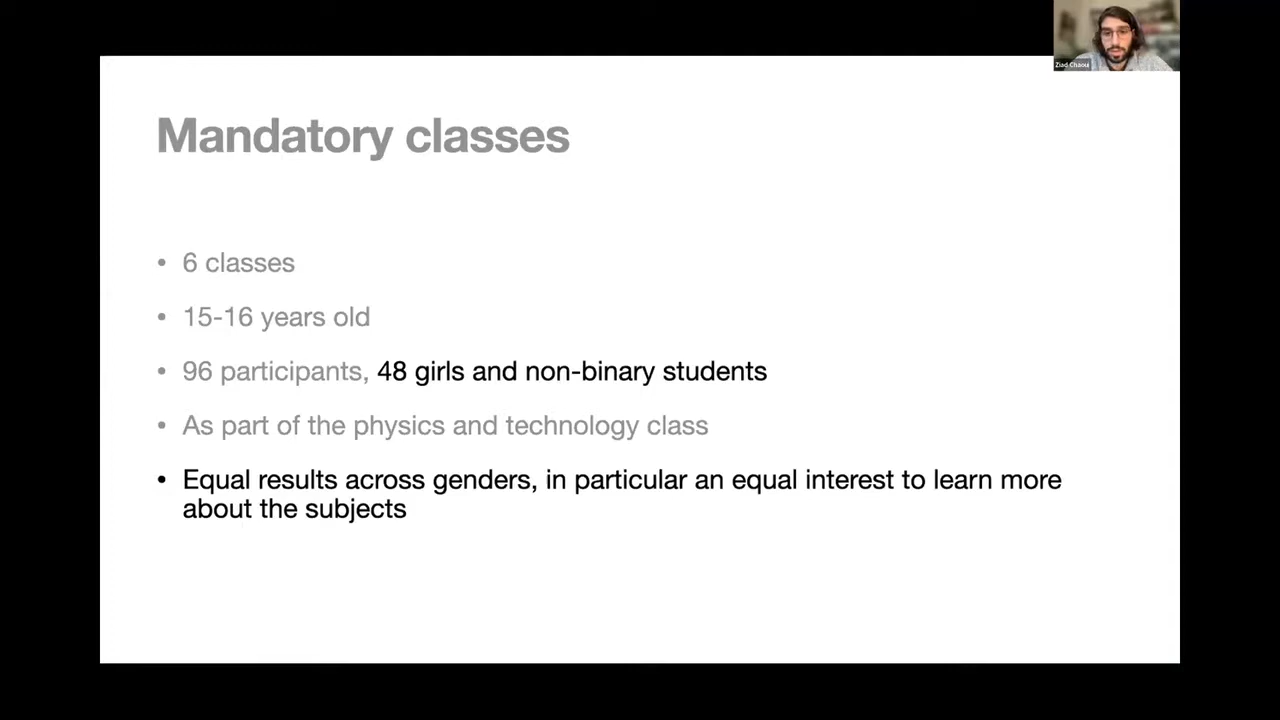 Ziad Chaoui
Mandatory classes
• 6 classes
• 15-16 years old
• 96 participants, 48 girls and non-binary students
• As part of the physics and technology class
• Equal results across genders, in particular an equal interest to learn more
about the subjects